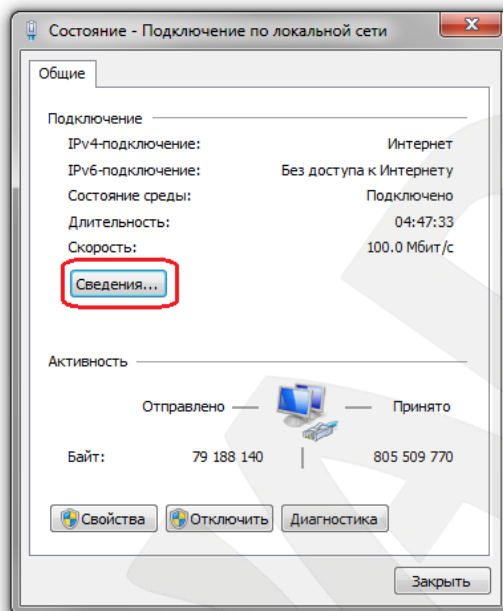 Состояние - Подключение по локальной сети
Общие
Подключение
IPv4-подключение: Интернет
IPv6-подключение: Без доступа к Интернету
Состояние среды: Подключено
Длительность: 04:47:33
Скорость: 100.0 Мбит/с
Сведения...
Активность
Отправлено — — Принято
Байт: 79 188 140 | 805 509 770
Свойства Отключить Диагностика
Закрыть